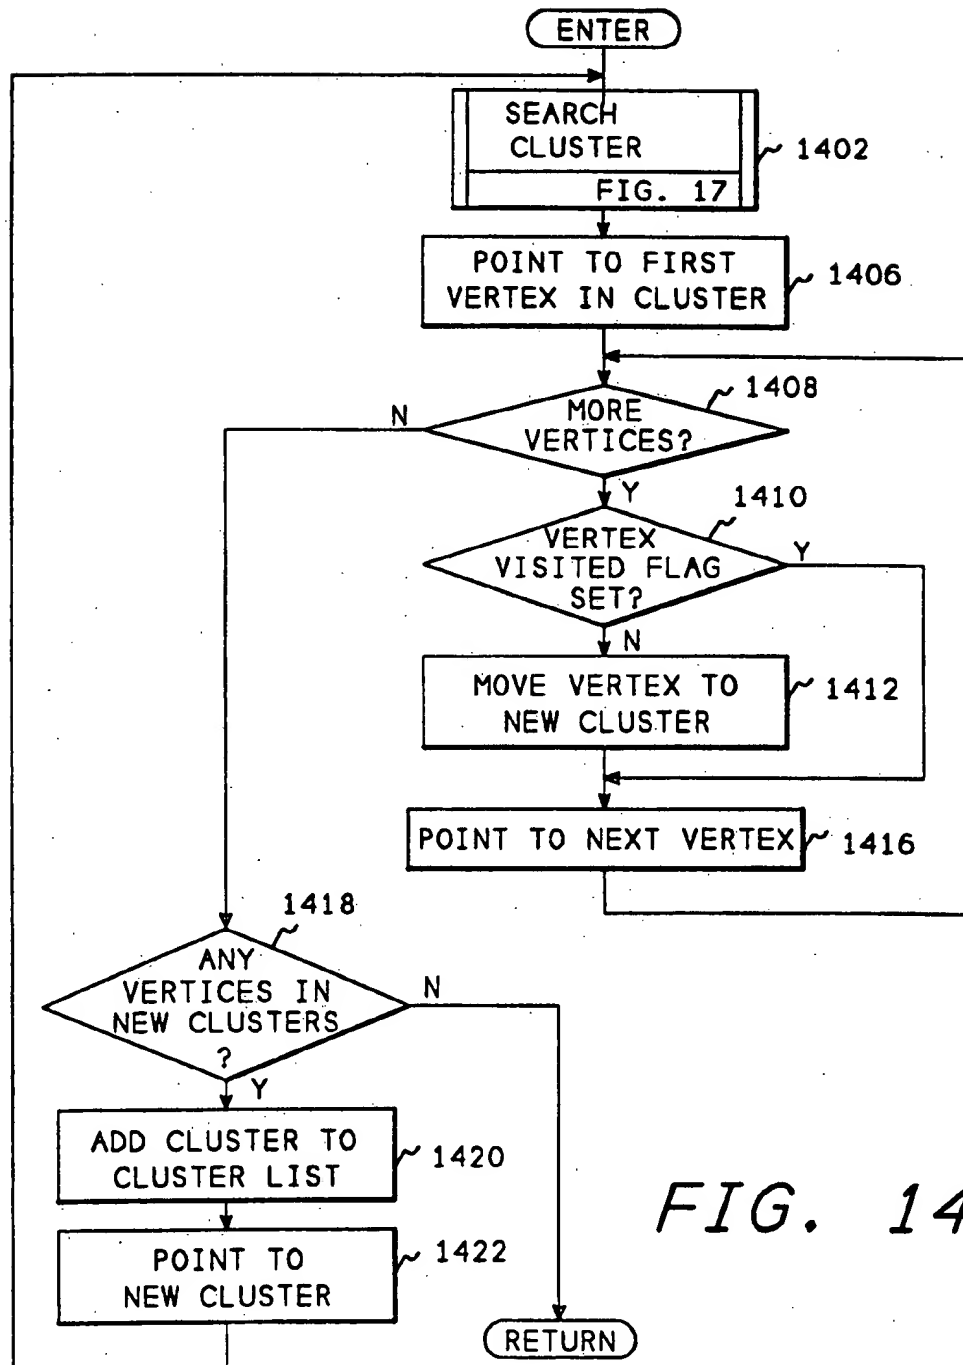 ENTER
SEARCH
CLUSTER
FIG. 17
1402
POINT TO FIRST
VERTEX IN CLUSTER
1406
1408
MORE
VERTICES?
N
Y
1410
VERTEX
VISITED FLAG
SET?
Y
N
MOVE VERTEX TO
NEW CLUSTER
1412
POINT TO NEXT VERTEX
1416
1418
ANY
VERTICES IN
NEW CLUSTERS
?
N
Y
ADD CLUSTER TO
CLUSTER LIST
1420
POINT TO
NEW CLUSTER
1422
RETURN
FIG. 14